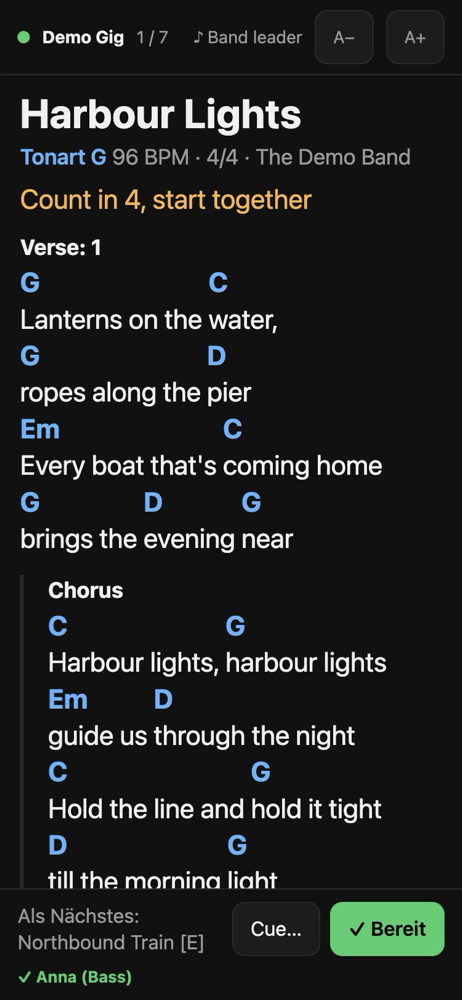 Demo Gig 1 / 7 ♪ Band leader A− A+
Harbour Lights
Tonart G 96 BPM · 4/4 · The Demo Band
Count in 4, start together
Verse: 1
G C
Lanterns on the water,
G D
ropes along the pier
Em C
Every boat that's coming home
G D G
brings the evening near
Chorus
C G
Harbour lights, harbour lights
Em D
guide us through the night
C G
Hold the line and hold it tight
D G
till the morning light
Als Nächstes:
Northbound Train [E]
Cue… ✓ Bereit
✓ Anna (Bass)